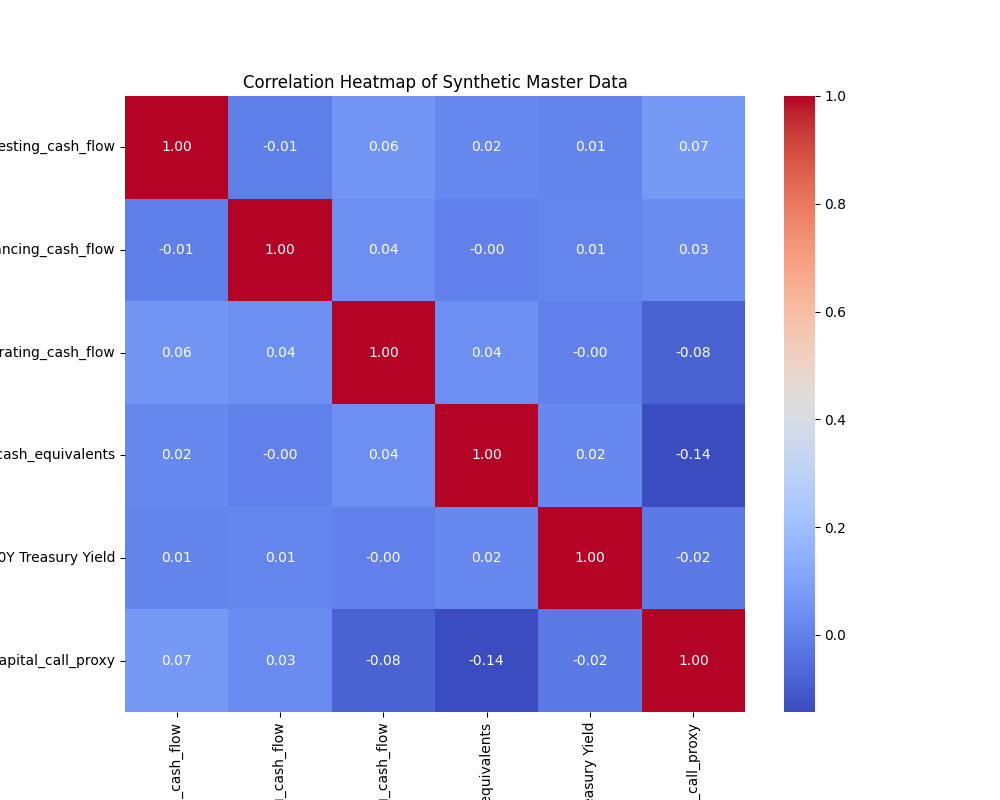 Correlation Heatmap of Synthetic Master Data
esting_cash_flow 1.00 -0.01 0.06 0.02 0.01 0.07
ncing_cash_flow -0.01 1.00 0.04 -0.00 0.01 0.03
rating_cash_flow 0.06 0.04 1.00 0.04 -0.00 -0.08
cash_equivalents 0.02 -0.00 0.04 1.00 0.02 -0.14
0Y Treasury Yield 0.01 0.01 -0.00 0.02 1.00 -0.02
apital_call_proxy 0.07 0.03 -0.08 -0.14 -0.02 1.00
_cash_flow
g_cash_flow
g_cash_flow
equivalents
easury Yield
_call_proxy
1.0
0.8
0.6
0.4
0.2
0.0